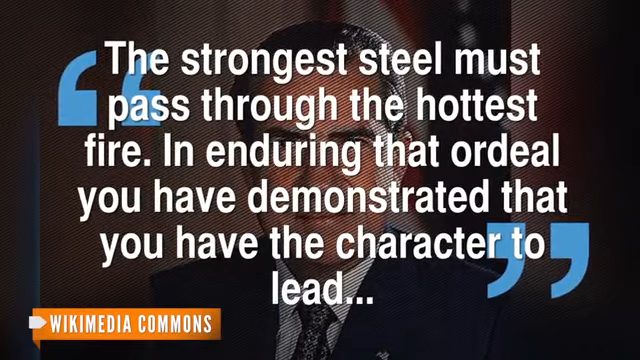 The strongest steel must
pass through the hottest
fire. In enduring that ordeal
you have demonstrated that
you have the character to
lead...
WIKIMEDIA COMMONS